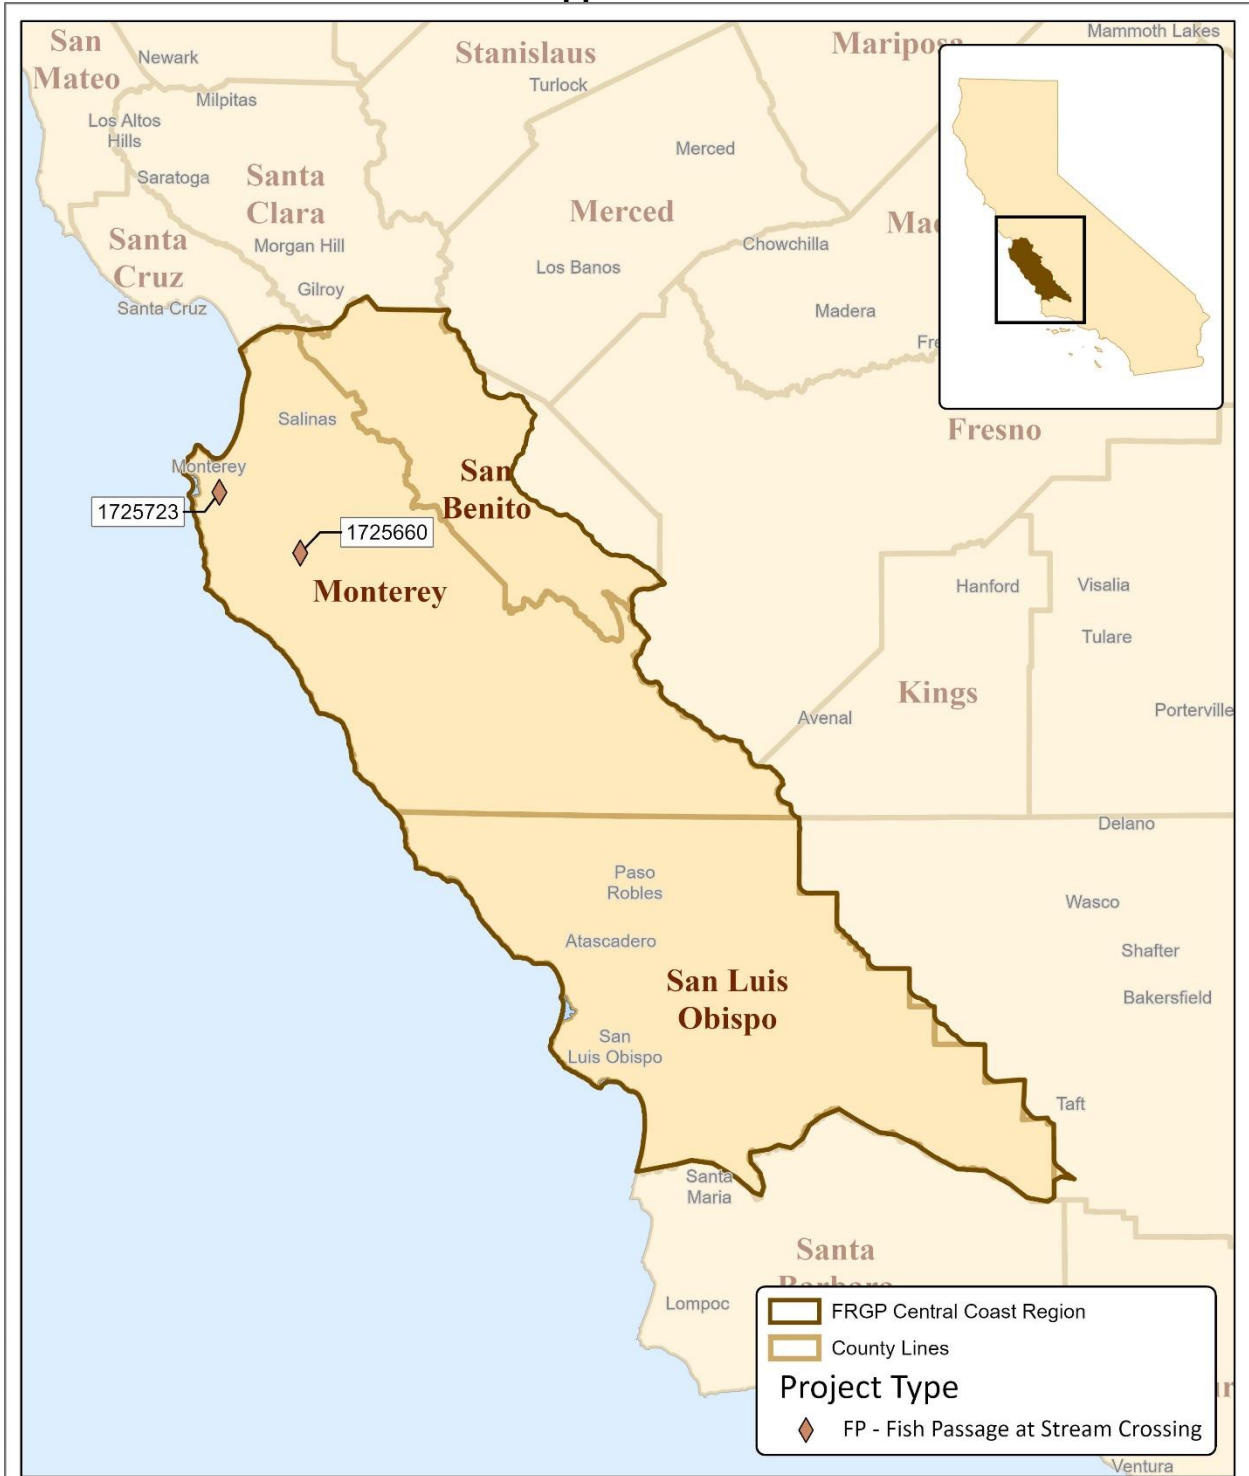 San
Mateo
Newark
Stanislaus
Mariposa
Mammoth Lakes
Turlock
Milpitas
Los Altos
Hills
Merced
Saratoga
Santa
Clara
Merced
Santa
Cruz
Morgan Hill
Chowchilla
Los Banos
Gilroy
Santa Cruz
Madera
Salinas
Fresno
Monterey
San
Benito
1725723
1725660
Monterey
Hanford
Visalia
Tulare
Kings
Avenal
Porterville
Delano
Paso
Robles
Wasco
Atascadero
Shafter
San Luis
Obispo
Bakersfield
San
Luis Obispo
Taft
Santa
Maria
Santa
Barbara
Lompoc
FRGP Central Coast Region
County Lines
Project Type
FP - Fish Passage at Stream Crossing
Ventura